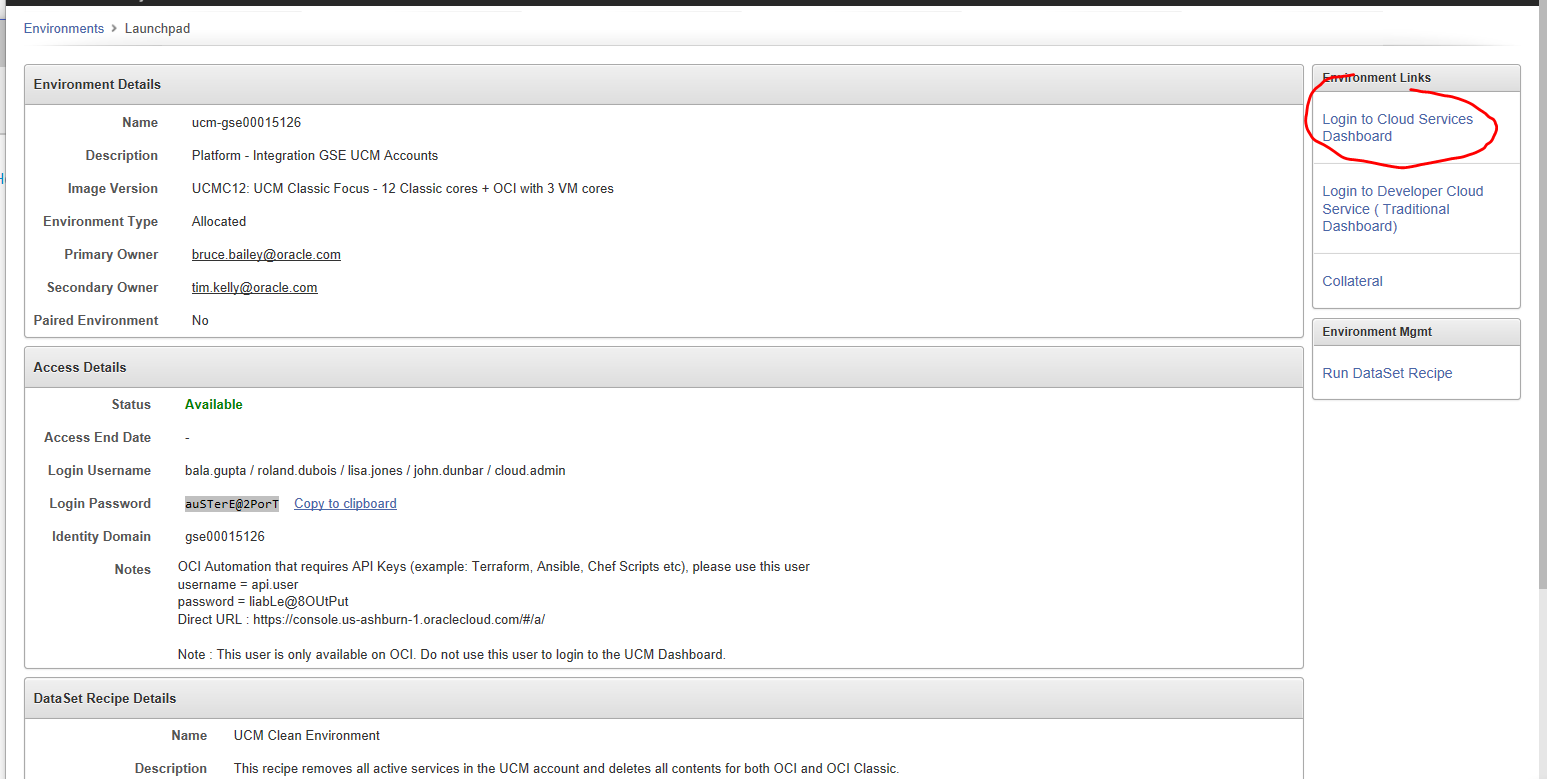 Environments > Launchpad
Environment Details
Name ucm-gse00015126
Description Platform - Integration GSE UCM Accounts
Image Version UCMC12: UCM Classic Focus - 12 Classic cores + OCI with 3 VM cores
Environment Type Allocated
Primary Owner bruce.bailey@oracle.com
Secondary Owner tim.kelly@oracle.com
Paired Environment No
Access Details
Status Available
Access End Date -
Login Username bala.gupta / roland.dubois / lisa.jones / john.dunbar / cloud.admin
Login Password auSTerE@2PorT Copy to clipboard
Identity Domain gse00015126
Notes OCI Automation that requires API Keys (example: Terraform, Ansible, Chef Scripts etc), please use this user
username = api.user
password = liabLe@8OUtPut
Direct URL : https://console.us-ashburn-1.oraclecloud.com/#/a/
Note : This user is only available on OCI. Do not use this user to login to the UCM Dashboard.
DataSet Recipe Details
Name UCM Clean Environment
Description This recipe removes all active services in the UCM account and deletes all contents for both OCI and OCI Classic.
Environment Links
Login to Cloud Services
Dashboard
Login to Developer Cloud
Service ( Traditional
Dashboard)
Collateral
Environment Mgmt
Run DataSet Recipe